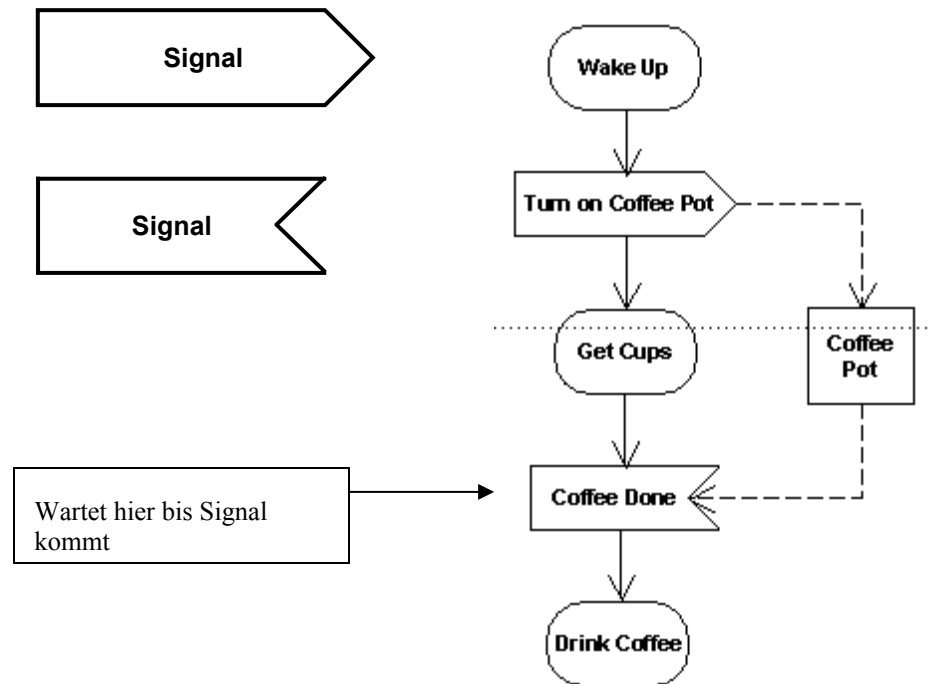 Signal
Signal
Wake Up
Turn on Coffee Pot
Get Cups
Coffee
Pot
Coffee Done
Wartet hier bis Signal
kommt
Drink Coffee